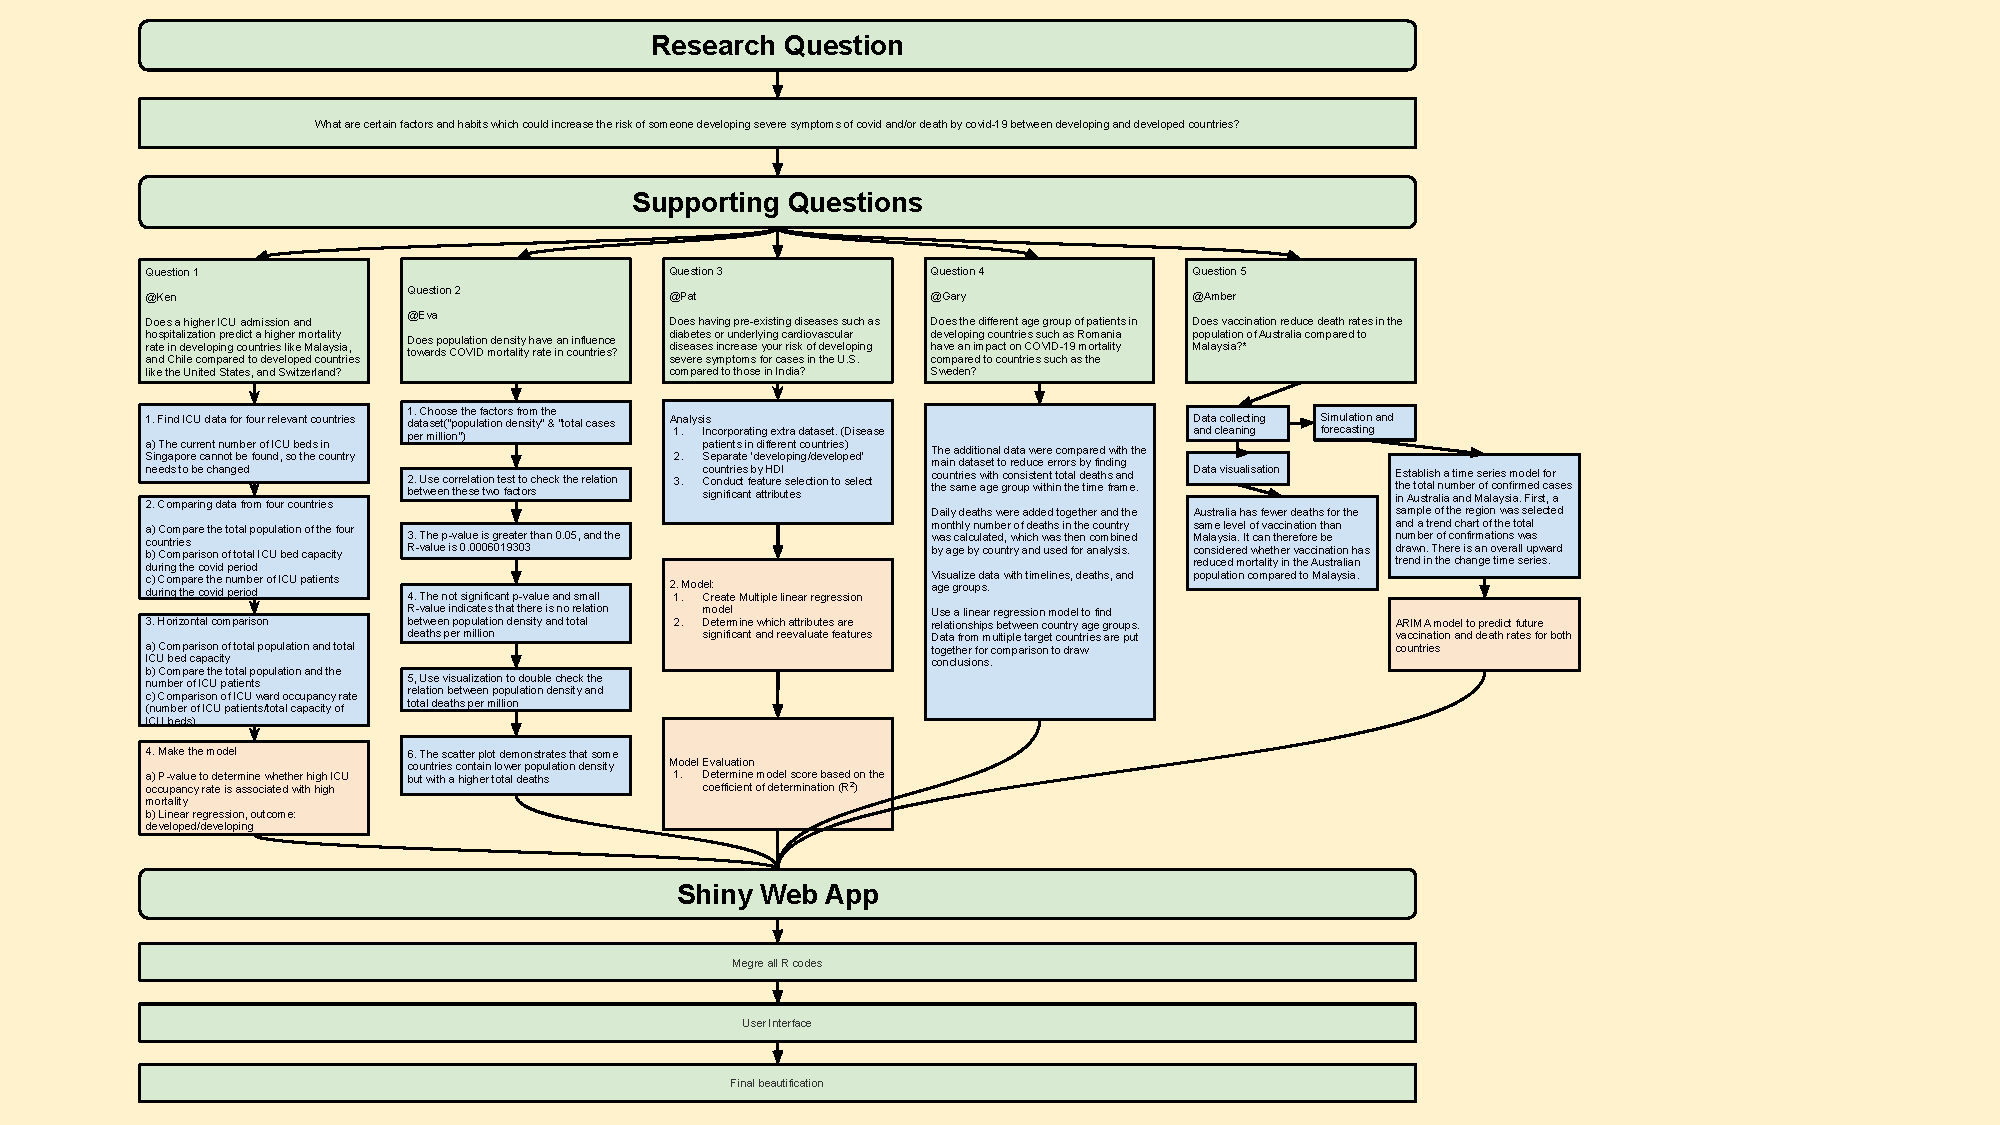 Research Question
What are certain factors and habits which could increase the risk of someone developing severe symptoms of covid and/or death by covid-19 between developing and developed countries?
Supporting Questions
Question 1
@Ken
Does a higher ICU admission and
hospitalization predict a higher mortality
rate in developing countries like Malaysia,
and Chile compared to developed countries
like the United States, and Switzerland?
1. Find ICU data for four relevant countries
a) The current number of ICU beds in
Singapore cannot be found, so the country
needs to be changed
2. Comparing data from four countries
a) Compare the total population of the four
countries
b) Comparison of total ICU bed capacity
during the covid period
c) Compare the number of ICU patients
during the covid period
3. Horizontal comparison
a) Comparison of total population and total
ICU bed capacity
b) Compare the total population and the
number of ICU patients
c) Comparison of ICU ward occupancy rate
(number of ICU patients/total capacity of
ICU beds)
4. Make the model
a) P-value to determine whether high ICU
occupancy rate is associated with high
mortality
b) Linear regression, outcome:
developed/developing
Question 2
@Eva
Does population density have an influence
towards COVID mortality rate in countries?
1. Choose the factors from the
dataset("population density" & "total cases
per million")
2. Use correlation test to check the relation
between these two factors
3. The p-value is greater than 0.05, and the
R-value is 0.0006019303
4. The not significant p-value and small
R-value indicates that there is no relation
between population density and total
deaths per million
5, Use visualization to double check the
relation between population density and
total deaths per million
6. The scatter plot demonstrates that some
countries contain lower population density
but with a higher total deaths
Question 3
@Pat
Does having pre-existing diseases such as
diabetes or underlying cardiovascular
diseases increase your risk of developing
severe symptoms for cases in the U.S.
compared to those in India?
Analysis
1. Incorporating extra dataset. (Disease
patients in different countries)
2. Separate 'developing/developed'
countries by HDI
3. Conduct feature selection to select
significant attributes
2. Model:
1. Create Multiple linear regression
model
2. Determine which attributes are
significant and reevaluate features
Model Evaluation
1. Determine model score based on the
coefficient of determination (R²)
Question 4
@Gary
Does the different age group of patients in
developing countries such as Romania
have an impact on COVID-19 mortality
compared to countries such as the
Sweden?
The additional data were compared with the
main dataset to reduce errors by finding
countries with consistent total deaths and
the same age group within the time frame.
Daily deaths were added together and the
monthly number of deaths in the country
was calculated, which was then combined
by age by country and used for analysis.
Visualize data with timelines, deaths, and
age groups.
Use a linear regression model to find
relationships between country age groups.
Data from multiple target countries are put
together for comparison to draw
conclusions.
Question 5
@Amber
Does vaccination reduce death rates in the
population of Australia compared to
Malaysia?*
Data collecting
and cleaning
Simulation and
forecasting
Data visualisation
Australia has fewer deaths for the
same level of vaccination than
Malaysia. It can therefore be
considered whether vaccination has
reduced mortality in the Australian
population compared to Malaysia.
Establish a time series model for
the total number of confirmed cases
in Australia and Malaysia. First, a
sample of the region was selected
and a trend chart of the total
number of confirmations was
drawn. There is an overall upward
trend in the change time series.
ARIMA model to predict future
vaccination and death rates for both
countries
Shiny Web App
Megre all R codes
User Interface
Final beautification